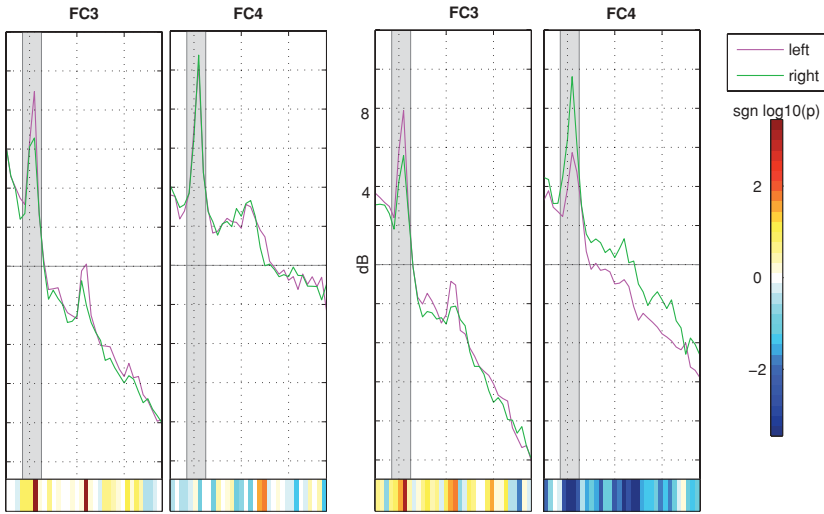 FC3
FC4
FC3
FC4
left
right
sgn log10(p)
8
4
dB
2
0
−2